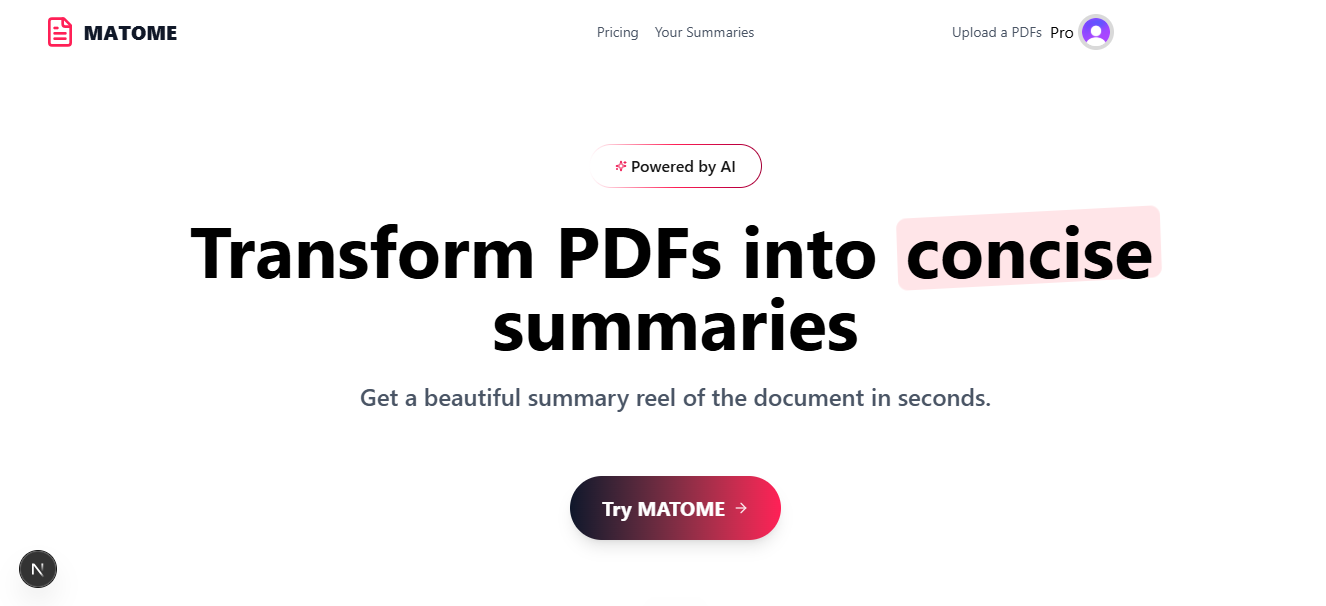 MATOME
Pricing
Your Summaries
Upload a PDFs
Pro
Powered by AI
Transform PDFs into concise
summaries
Get a beautiful summary reel of the document in seconds.
Try MATOME →
N